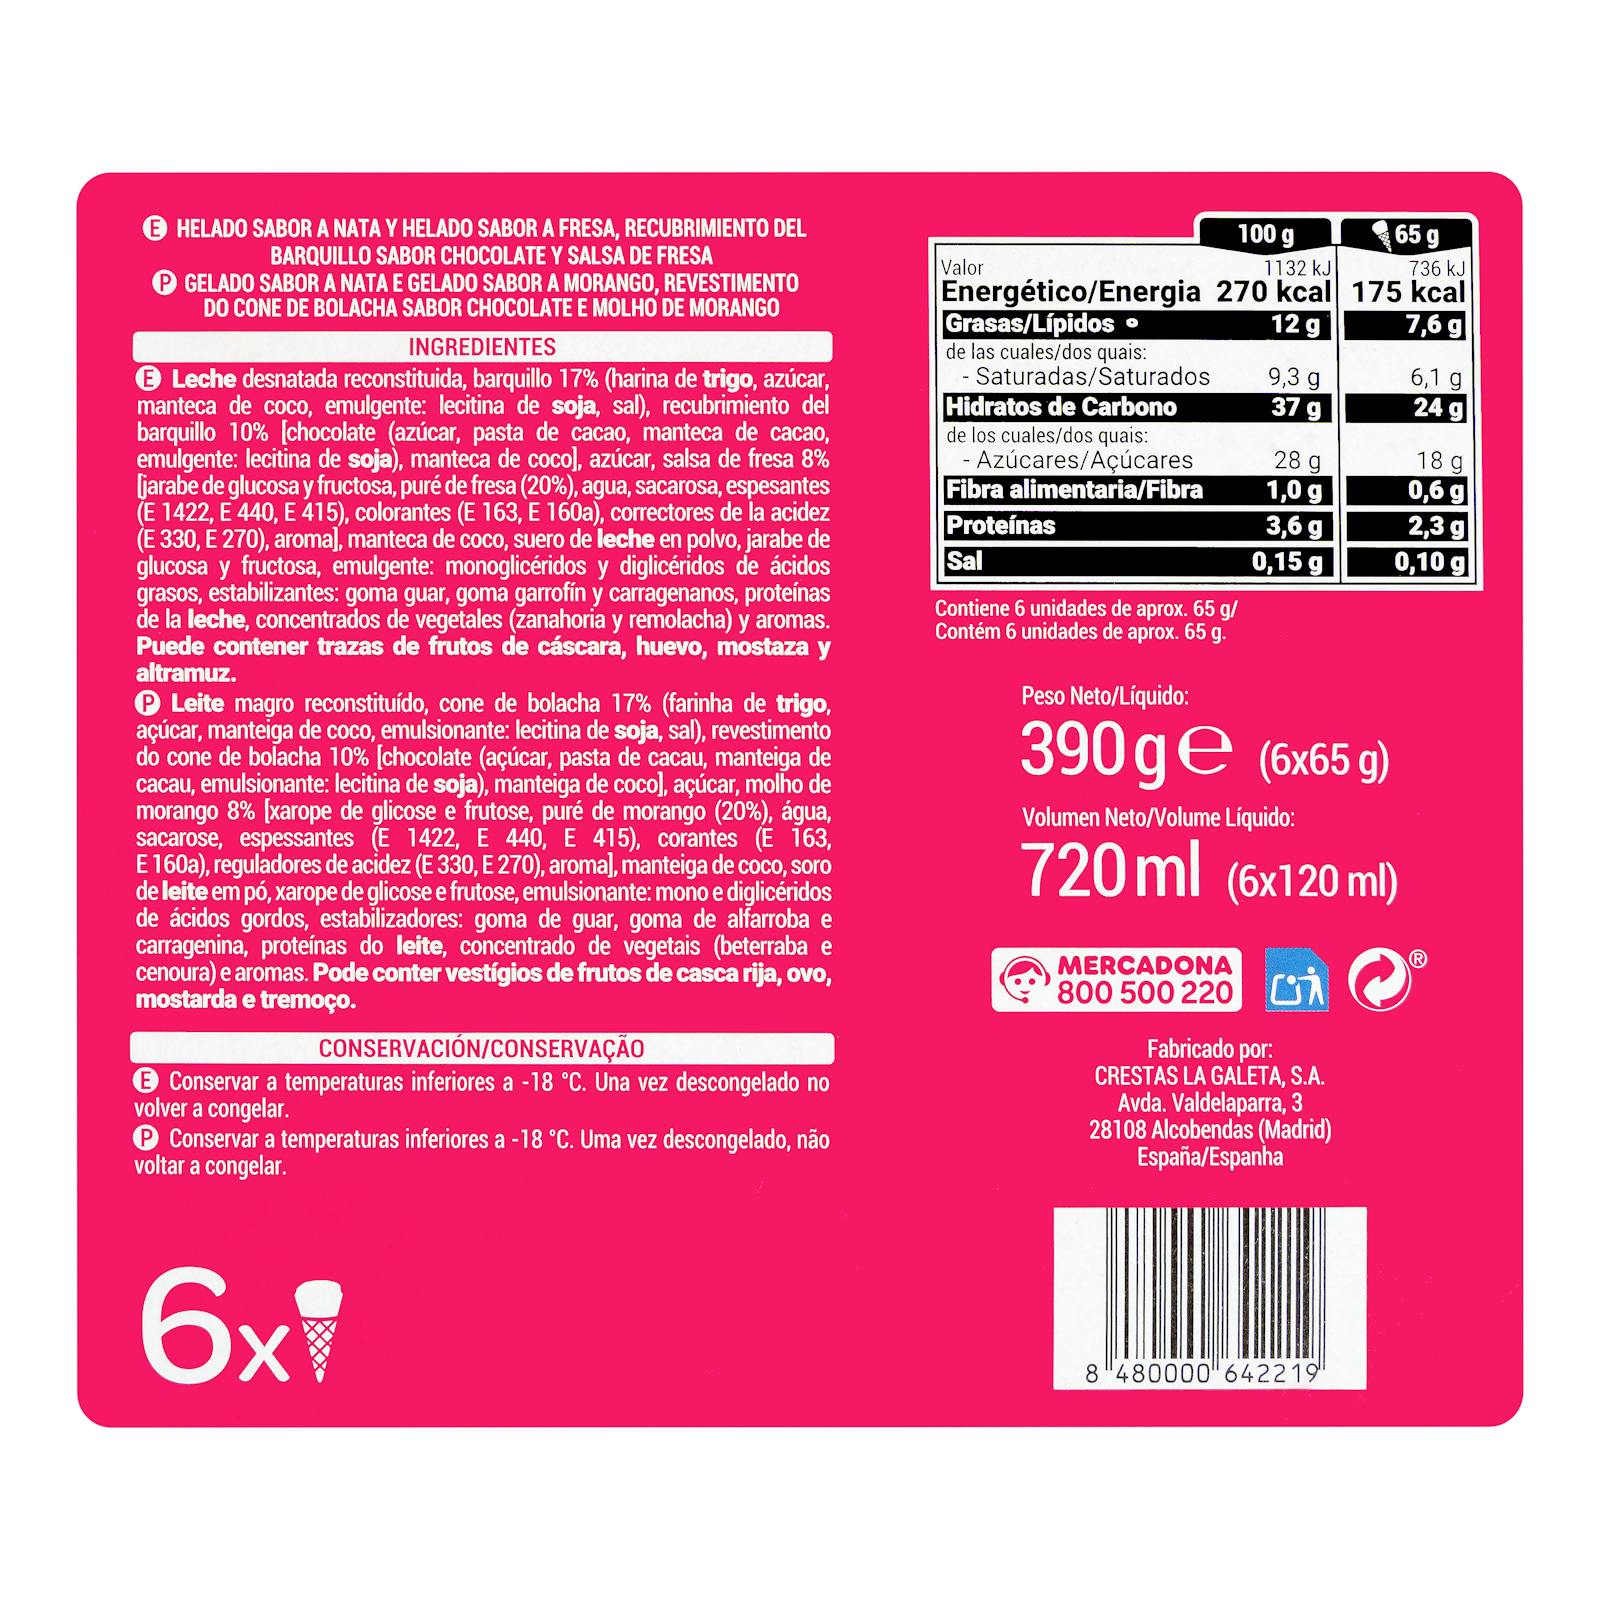 E HELADO SABOR A NATA Y HELADO SABOR A FRESA, RECUBRIMIENTO DEL
BARQUILLO SABOR CHOCOLATE Y SALSA DE FRESA
P GELADO SABOR A NATA E GELADO SABOR A MORANGO, REVESTIMENTO
DO CONE DE BOLACHA SABOR CHOCOLATE E MOLHO DE MORANGO
INGREDIENTES
E Leche desnatada reconstituida, barquillo 17% (harina de trigo, azúcar,
manteca de coco, emulgente: lecitina de soja, sal), recubrimiento del
barquillo 10% [chocolate (azúcar, pasta de cacao, manteca de cacao,
emulgente: lecitina de soja), manteca de coco], azúcar, salsa de fresa 8%
[jarabe de glucosa y fructosa, puré de fresa (20%), agua, sacarosa, espesantes
(E 1422, E 440, E 415), colorantes (E 163, E 160a), correctores de la acidez
(E 330, E 270), aroma], manteca de coco, suero de leche en polvo, jarabe de
glucosa y fructosa, emulgente: monoglicéridos y diglicéridos de ácidos
grasos, estabilizantes: goma guar, goma garrofín y carragenanos, proteínas
de la leche, concentrados de vegetales (zanahoria y remolacha) y aromas.
Puede contener trazas de frutos de cáscara, huevo, mostaza y
altramuz.
P Leite magro reconstituído, cone de bolacha 17% (farinha de trigo,
açúcar, manteiga de coco, emulsionante: lecitina de soja, sal), revestimento
do cone de bolacha 10% [chocolate (açúcar, pasta de cacau, manteiga de
cacau, emulsionante: lecitina de soja), manteiga de coco], açúcar, molho de
morango 8% [xarope de glicose e frutose, puré de morango (20%), água,
sacarose, espessantes (E 1422, E 440, E 415), corantes (E 163,
E 160a), reguladores de acidez (E 330, E 270), aroma], manteiga de coco, soro
de leite em pó, xarope de glicose e frutose, emulsionante: mono e diglicéridos
de ácidos gordos, estabilizadores: goma de guar, goma de alfarroba e
carragenina, proteínas do leite, concentrado de vegetais (beterraba e
cenoura) e aromas. Pode conter vestígios de frutos de casca rija, ovo,
mostarda e tremoço.
CONSERVACIÓN/CONSERVAÇÃO
E Conservar a temperaturas inferiores a -18 °C. Una vez descongelado no
volver a congelar.
P Conservar a temperaturas inferiores a -18 °C. Uma vez descongelado, não
voltar a congelar.
6x
100 g 65 g
Valor 1132 kJ 736 kJ
Energético/Energia 270 kcal 175 kcal
Grasas/Lípidos 12 g 7,6 g
de las cuales/dos quais:
- Saturadas/Saturados 9,3 g 6,1 g
Hidratos de Carbono 37 g 24 g
de los cuales/dos quais:
- Azúcares/Açúcares 28 g 18 g
Fibra alimentaria/Fibra 1,0 g 0,6 g
Proteínas 3,6 g 2,3 g
Sal 0,15 g 0,10 g
Contiene 6 unidades de aprox. 65 g/
Contém 6 unidades de aprox. 65 g.
Peso Neto/Líquido:
390 g e (6x65 g)
Volumen Neto/Volume Líquido:
720 ml (6x120 ml)
MERCADONA
800 500 220
®
Fabricado por:
CRESTAS LA GALETA, S.A.
Avda. Valdelaparra, 3
28108 Alcobendas (Madrid)
España/Espanha
8 480000 642219